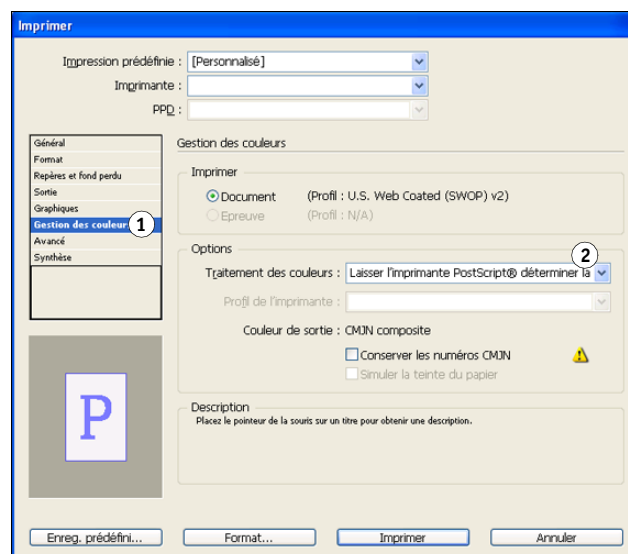 Imprimer
Impression prédéfinie : [Personnalisé]
Imprimante :
PPD :
Général
Format
Repères et fond perdu
Sortie
Graphiques
Gestion des couleurs
Avancé
Synthèse
1
Gestion des couleurs
Imprimer
Document (Profil : U.S. Web Coated (SWOP) v2)
Epreuve (Profil : N/A)
Options
2
Traitement des couleurs : Laisser l'imprimante PostScript® déterminer la
Profil de l'imprimante :
Couleur de sortie : CMJN composite
Conserver les numéros CMJN
Simuler la teinte du papier
P
Description
Placez le pointeur de la souris sur un titre pour obtenir une description.
Enreg. prédéfini... Format... Imprimer Annuler